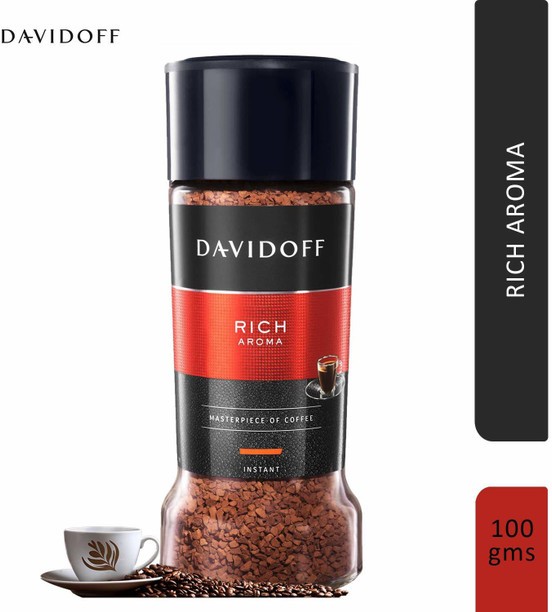 DAVIDOFF
DAVIDOFF
RICH
AROMA
MASTERPIECE OF COFFEE
INSTANT
RICH AROMA
100
gms